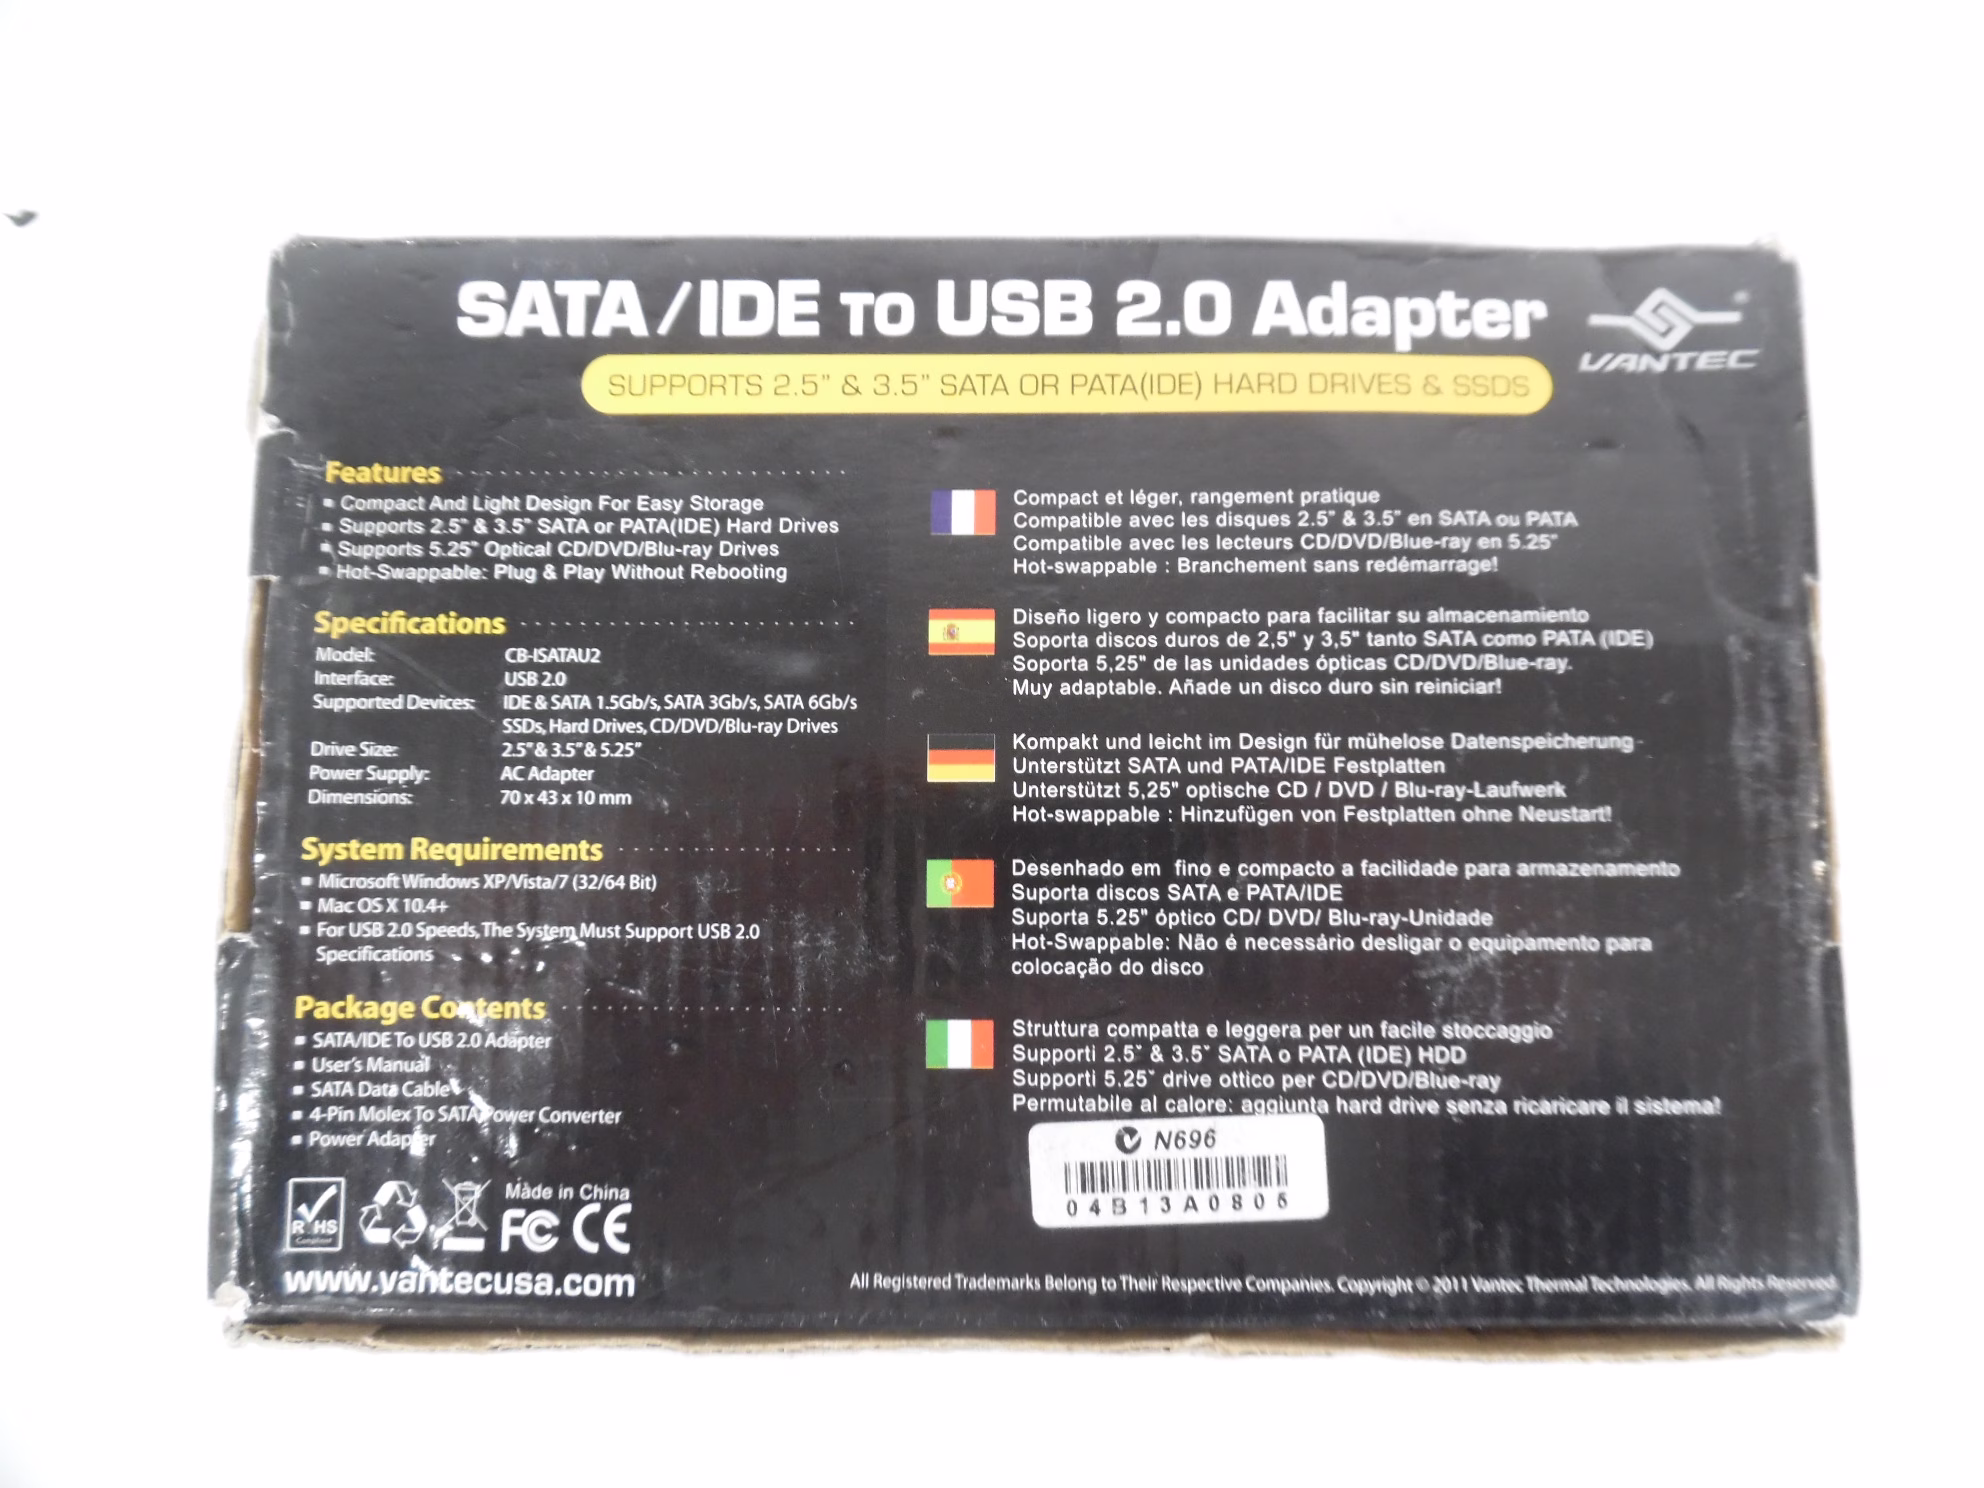 SATA/IDE TO USB 2.0 Adapter
VANTEC
SUPPORTS 2.5" & 3.5" SATA OR PATA(IDE) HARD DRIVES & SSDS
Features
▪ Compact And Light Design For Easy Storage
▪ Supports 2.5" & 3.5" SATA or PATA(IDE) Hard Drives
▪ Supports 5.25" Optical CD/DVD/Blu-ray Drives
▪ Hot-Swappable: Plug & Play Without Rebooting
Specifications
Model: CB-ISATAU2
Interface: USB 2.0
Supported Devices: IDE & SATA 1.5Gb/s, SATA 3Gb/s, SATA 6Gb/s
SSDs, Hard Drives, CD/DVD/Blu-ray Drives
Drive Size: 2.5" & 3.5" & 5.25"
Power Supply: AC Adapter
Dimensions: 70 x 43 x 10 mm
System Requirements
▪ Microsoft Windows XP/Vista/7 (32/64 Bit)
▪ Mac OS X 10.4+
▪ For USB 2.0 Speeds, The System Must Support USB 2.0
Specifications
Package Contents
▪ SATA/IDE To USB 2.0 Adapter
▪ User's Manual
▪ SATA Data Cable
▪ 4-Pin Molex To SATA Power Converter
▪ Power Adapter
RoHS
Compliant
Made in China
FC CE
www.vantecusa.com
Compact et léger, rangement pratique
Compatible avec les disques 2.5" & 3.5" en SATA ou PATA
Compatible avec les lecteurs CD/DVD/Blue-ray en 5.25"
Hot-swappable : Branchement sans redémarrage!
Diseño ligero y compacto para facilitar su almacenamiento
Soporta discos duros de 2,5" y 3,5" tanto SATA como PATA (IDE)
Soporta 5,25" de las unidades ópticas CD/DVD/Blue-ray.
Muy adaptable. Añade un disco duro sin reiniciar!
Kompakt und leicht im Design für mühelose Datenspeicherung
Unterstützt SATA und PATA/IDE Festplatten
Unterstützt 5,25" optische CD / DVD / Blu-ray-Laufwerk
Hot-swappable : Hinzufügen von Festplatten ohne Neustart!
Desenhado em fino e compacto a facilidade para armazenamento
Suporta discos SATA e PATA/IDE
Suporta 5.25" óptico CD/ DVD/ Blu-ray-Unidade
Hot-Swappable: Não é necessário desligar o equipamento para
colocação do disco
Struttura compatta e leggera per un facile stoccaggio
Supporti 2.5" & 3.5" SATA o PATA (IDE) HDD
Supporti 5.25" drive ottico per CD/DVD/Blue-ray
Permutabile al calore: aggiunta hard drive senza ricaricare il sistema!
N696
04B13A0805
All Registered Trademarks Belong to Their Respective Companies. Copyright © 2011 Vantec Thermal Technologies. All Rights Reserved.